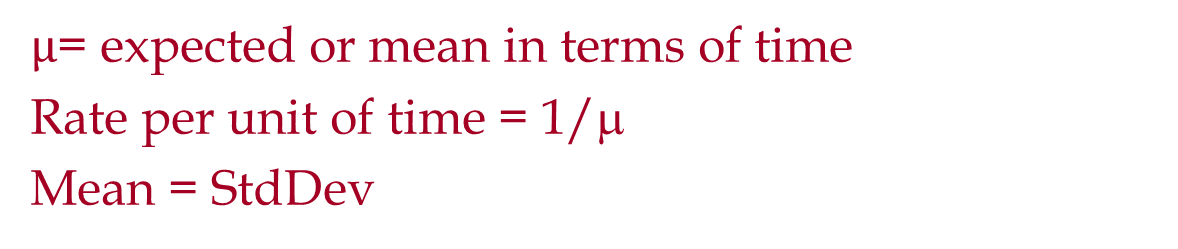 μ= expected or mean in terms of time
Rate per unit of time = 1/μ
Mean = StdDev